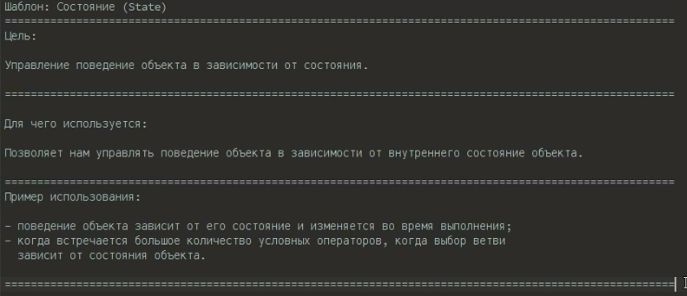 Шаблон: Состояние (State)
=======================================================================================================
Цель:
Управление поведение объекта в зависимости от состояния.
=======================================================================================================
Для чего используется:
Позволяет нам управлять поведение объекта в зависимости от внутреннего состояние объекта.
=======================================================================================================
Пример использования:
- поведение объекта зависит от его состояние и изменяется во время выполнения;
- когда встречается большое количество условных операторов, когда выбор ветви
зависит от состояния объекта.
=======================================================================================================